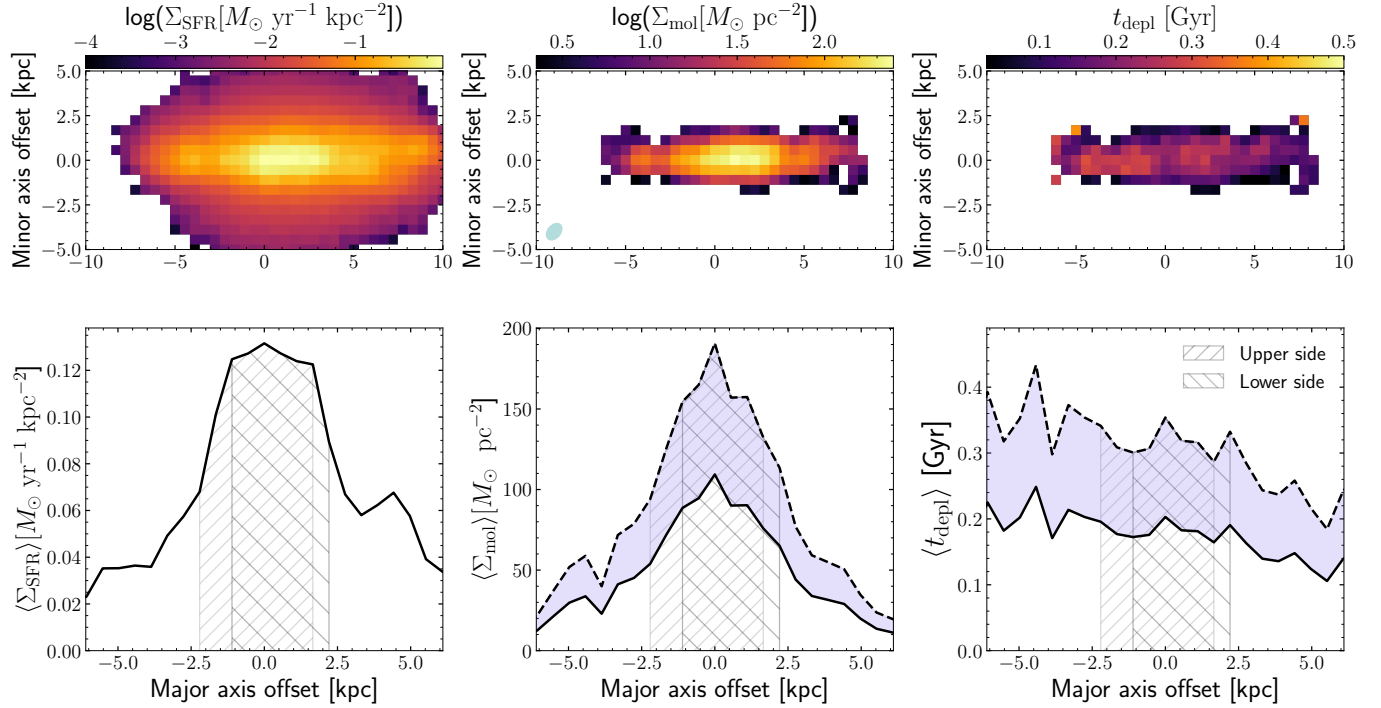 log(Σ_SFR[M_⊙ yr⁻¹ kpc⁻²])
−4 −3 −2 −1
Minor axis offset [kpc]
5.0
2.5
0.0
−2.5
−5.0
−10 −5 0 5 10
log(Σ_mol[M_⊙ pc⁻²])
0.5 1.0 1.5 2.0
Minor axis offset [kpc]
5.0
2.5
0.0
−2.5
−5.0
−10 −5 0 5 10
t_depl [Gyr]
0.1 0.2 0.3 0.4 0.5
Minor axis offset [kpc]
5.0
2.5
0.0
−2.5
−5.0
−10 −5 0 5 10
⟨Σ_SFR⟩[M_⊙ yr⁻¹ kpc⁻²]
0.12
0.10
0.08
0.06
0.04
0.02
0.00
−5.0 −2.5 0.0 2.5 5.0
Major axis offset [kpc]
⟨Σ_mol⟩[M_⊙ pc⁻²]
200
150
100
50
0
−5.0 −2.5 0.0 2.5 5.0
Major axis offset [kpc]
⟨t_depl⟩ [Gyr]
0.4
0.3
0.2
0.1
0.0
Upper side
Lower side
−5.0 −2.5 0.0 2.5 5.0
Major axis offset [kpc]